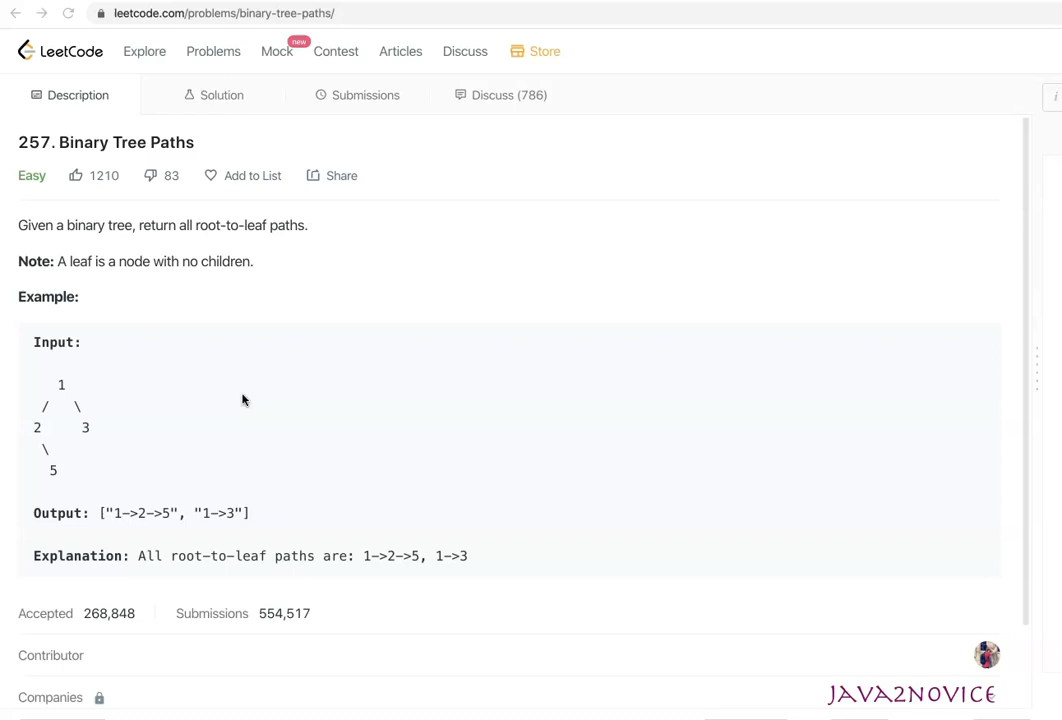 leetcode.com/problems/binary-tree-paths/
LeetCode Explore Problems Mock new Contest Articles Discuss Store
Description Solution Submissions Discuss (786) i
257. Binary Tree Paths
Easy 1210 83 Add to List Share
Given a binary tree, return all root-to-leaf paths.
Note: A leaf is a node with no children.
Example:
Input:
1
/ \
2 3
\
5
Output: ["1->2->5", "1->3"]
Explanation: All root-to-leaf paths are: 1->2->5, 1->3
Accepted 268,848 Submissions 554,517
Contributor
Companies
JAVA2NOVICE